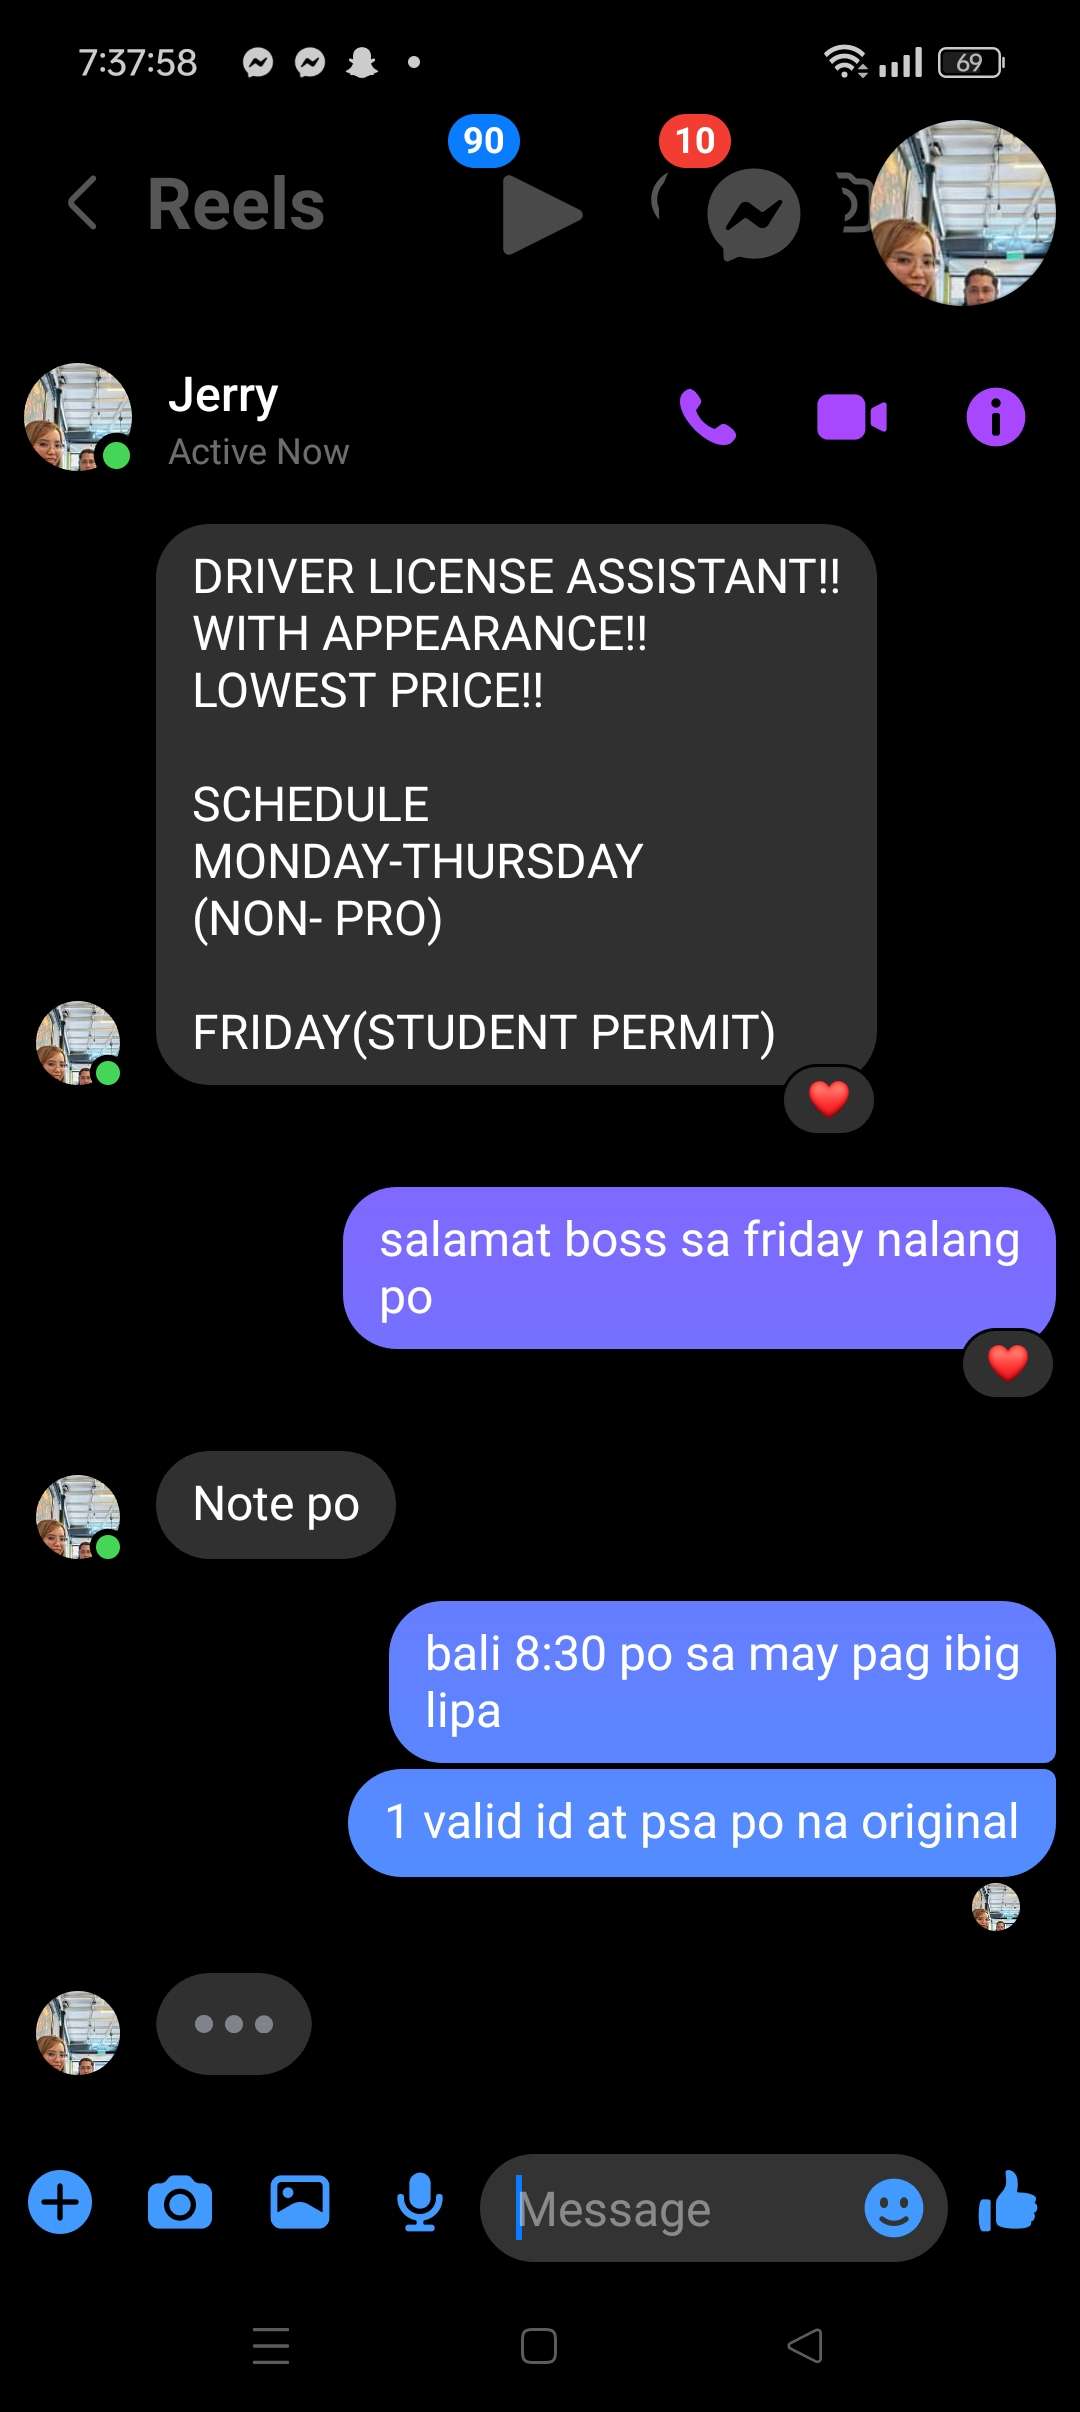 7:37:58
69
90
10
Reels
Jerry
Active Now
DRIVER LICENSE ASSISTANT!!
WITH APPEARANCE!!
LOWEST PRICE!!
SCHEDULE
MONDAY-THURSDAY
(NON- PRO)
FRIDAY(STUDENT PERMIT)
salamat boss sa friday nalang
po
Note po
bali 8:30 po sa may pag ibig
lipa
1 valid id at psa po na original
Message